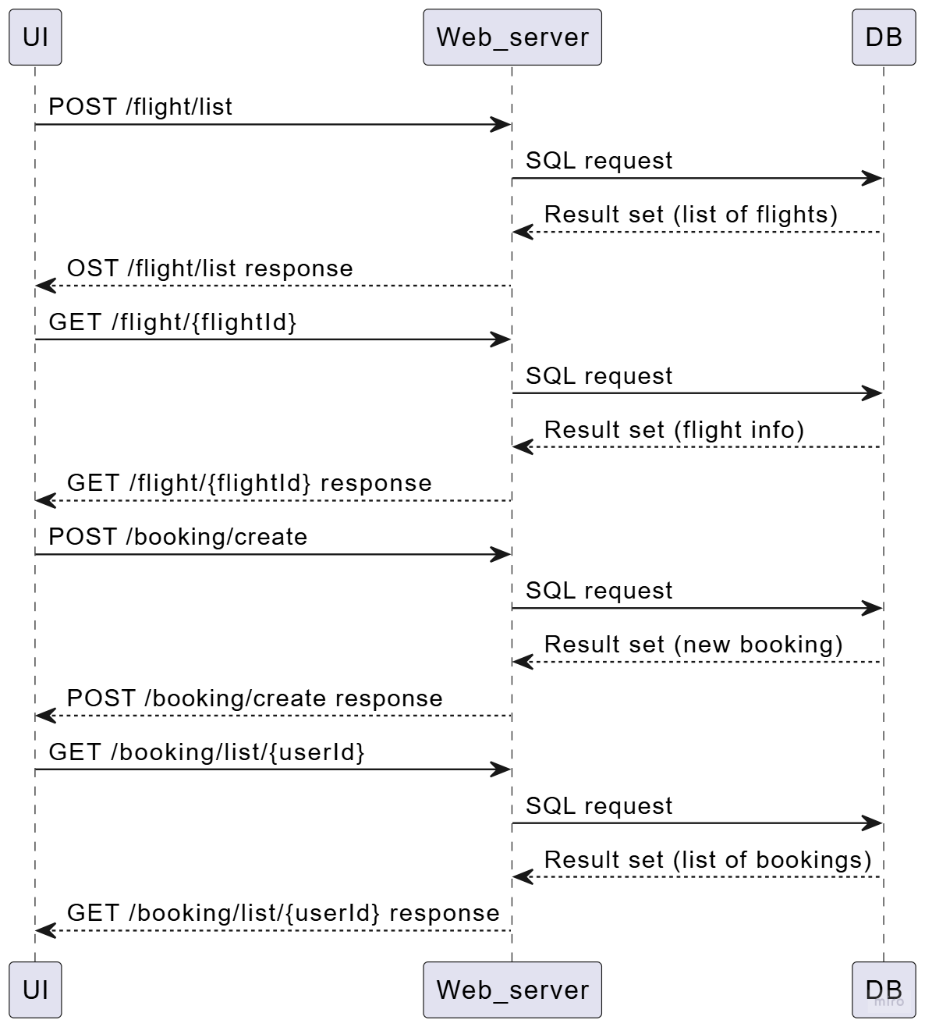 UI Web_server DB
POST /flight/list
SQL request
Result set (list of flights)
OST /flight/list response
GET /flight/{flightId}
SQL request
Result set (flight info)
GET /flight/{flightId} response
POST /booking/create
SQL request
Result set (new booking)
POST /booking/create response
GET /booking/list/{userId}
SQL request
Result set (list of bookings)
GET /booking/list/{userId} response
UI Web_server DB
miro